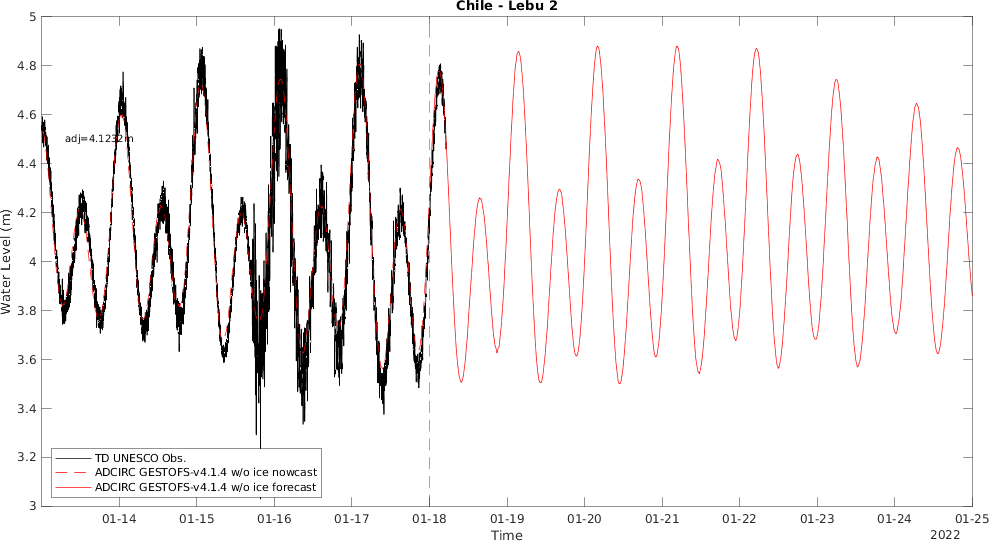 Chile - Lebu 2
Water Level (m)
5
4.8
4.6
4.4
4.2
4
3.8
3.6
3.4
3.2
3
adj=4.1232m
TD UNESCO Obs.
ADCIRC GESTOFS-v4.1.4 w/o ice nowcast
ADCIRC GESTOFS-v4.1.4 w/o ice forecast
01-14 01-15 01-16 01-17 01-18 01-19 01-20 01-21 01-22 01-23 01-24 01-25
Time
2022